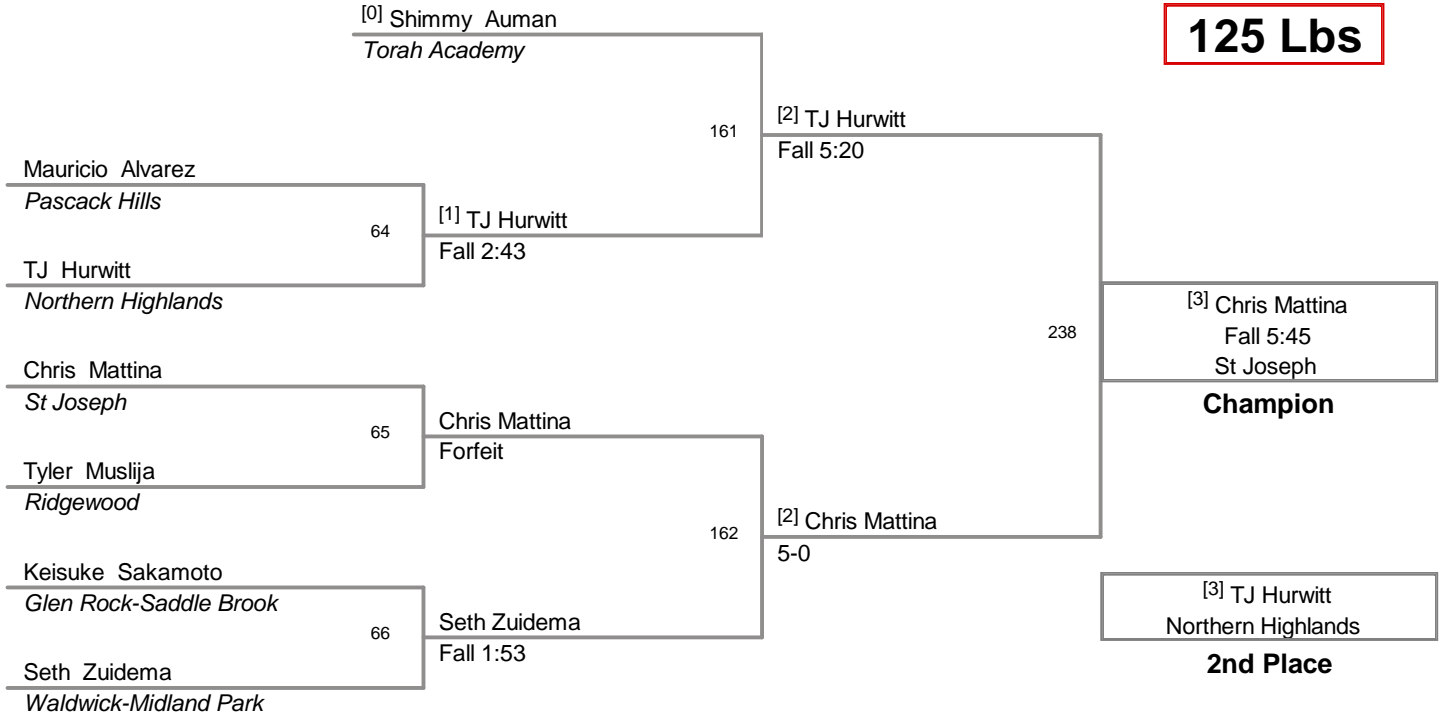 [0] Shimmy Auman
Torah Academy
125 Lbs
161
[2] TJ Hurwitt
Fall 5:20
Mauricio Alvarez
Pascack Hills
64
[1] TJ Hurwitt
Fall 2:43
TJ Hurwitt
Northern Highlands
238
[3] Chris Mattina
Fall 5:45
St Joseph
Champion
Chris Mattina
St Joseph
65
Chris Mattina
Forfeit
Tyler Muslija
Ridgewood
162
[2] Chris Mattina
5-0
Keisuke Sakamoto
Glen Rock-Saddle Brook
66
Seth Zuidema
Fall 1:53
Seth Zuidema
Waldwick-Midland Park
[3] TJ Hurwitt
Northern Highlands
2nd Place